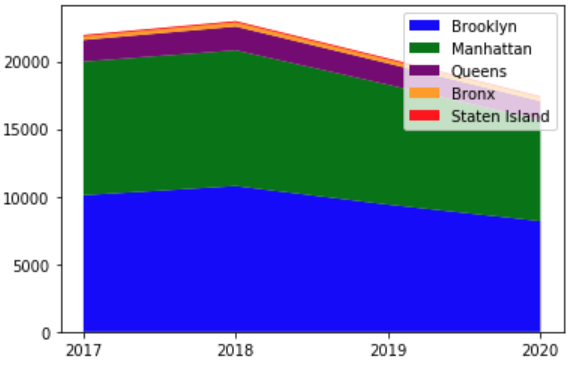 Brooklyn
Manhattan
Queens
Bronx
Staten Island
20000
15000
10000
5000
0
2017 2018 2019 2020